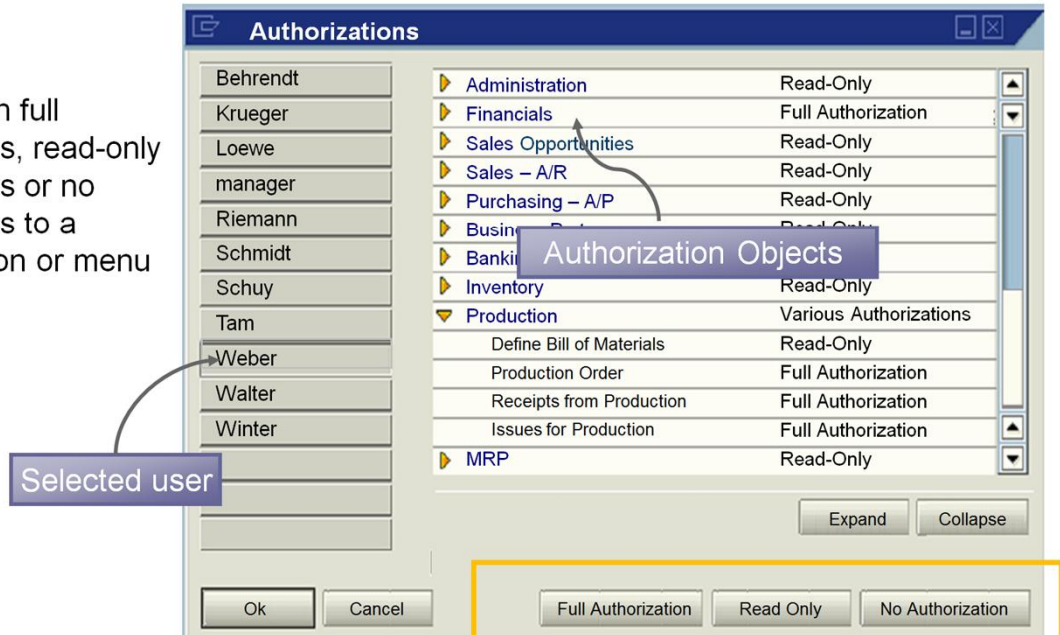 Authorizations
full
read-only
s or no
s to a
on or menu
Behrendt
Krueger
Loewe
manager
Riemann
Schmidt
Schuy
Tam
Weber
Walter
Winter
Selected user
Administration Read-Only
Financials Full Authorization
Sales Opportunities Read-Only
Sales – A/R Read-Only
Purchasing – A/P Read-Only
Authorization Objects
Inventory Read-Only
Production Various Authorizations
Define Bill of Materials Read-Only
Production Order Full Authorization
Receipts from Production Full Authorization
Issues for Production Full Authorization
MRP Read-Only
Expand Collapse
Ok Cancel Full Authorization Read Only No Authorization